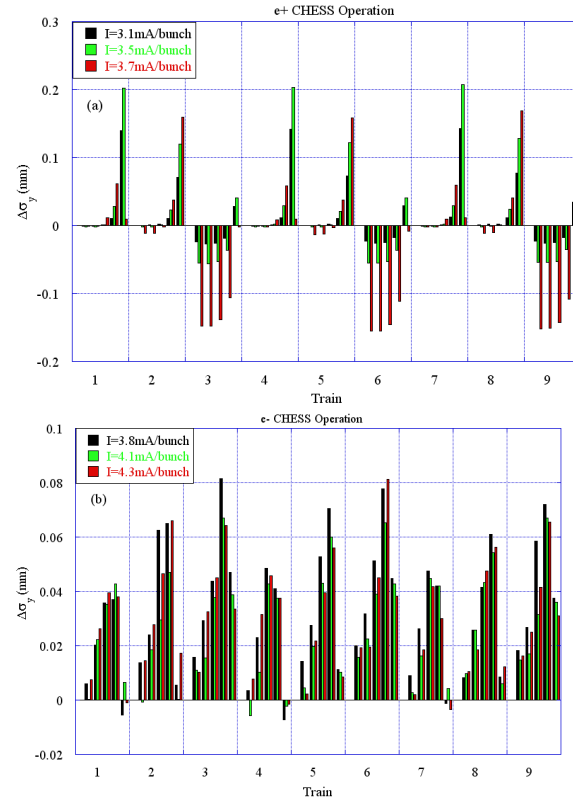 e+ CHESS Operation
0.3
I=3.1mA/bunch
I=3.5mA/bunch
I=3.7mA/bunch
(a)
0.2
0.1
Δσy (mm)
0
-0.1
-0.2
1 2 3 4 5 6 7 8 9
Train
e- CHESS Operation
0.1
I=3.8mA/bunch
I=4.1mA/bunch
I=4.3mA/bunch
(b)
0.08
0.06
Δσy (mm)
0.04
0.02
0
-0.02
1 2 3 4 5 6 7 8 9
Train